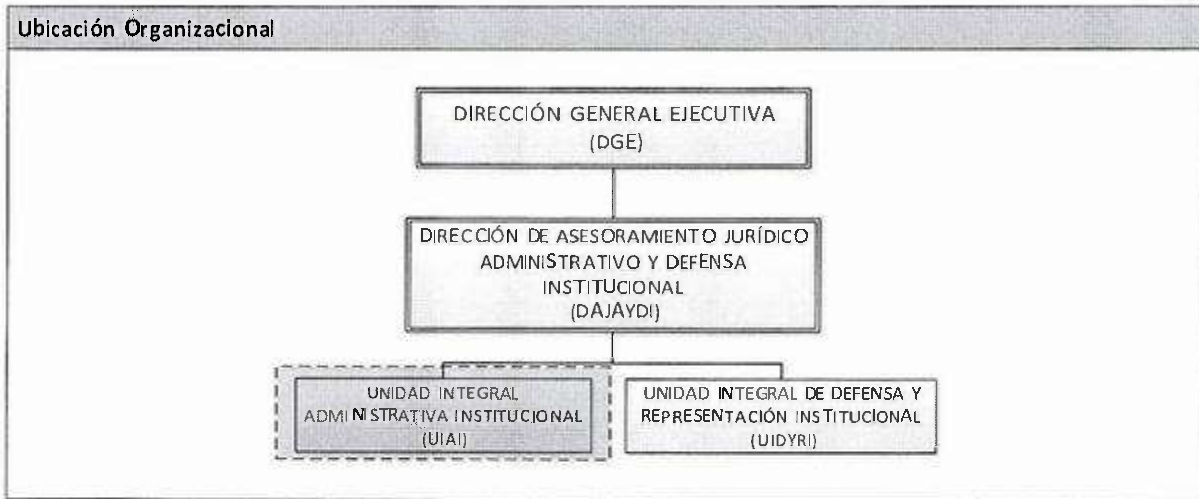 Ubicación Organizacional
DIRECCIÓN GENERAL EJECUTIVA
(DGE)
DIRECCIÓN DE ASESORAMIENTO JURÍDICO
ADMINISTRATIVO Y DEFENSA
INSTITUCIONAL
(DAJAYDI)
UNIDAD INTEGRAL
ADMINISTRATIVA INSTITUCIONAL
(UIAI)
UNIDAD INTEGRAL DE DEFENSA Y
REPRESENTACIÓN INSTITUCIONAL
(UIDYRI)